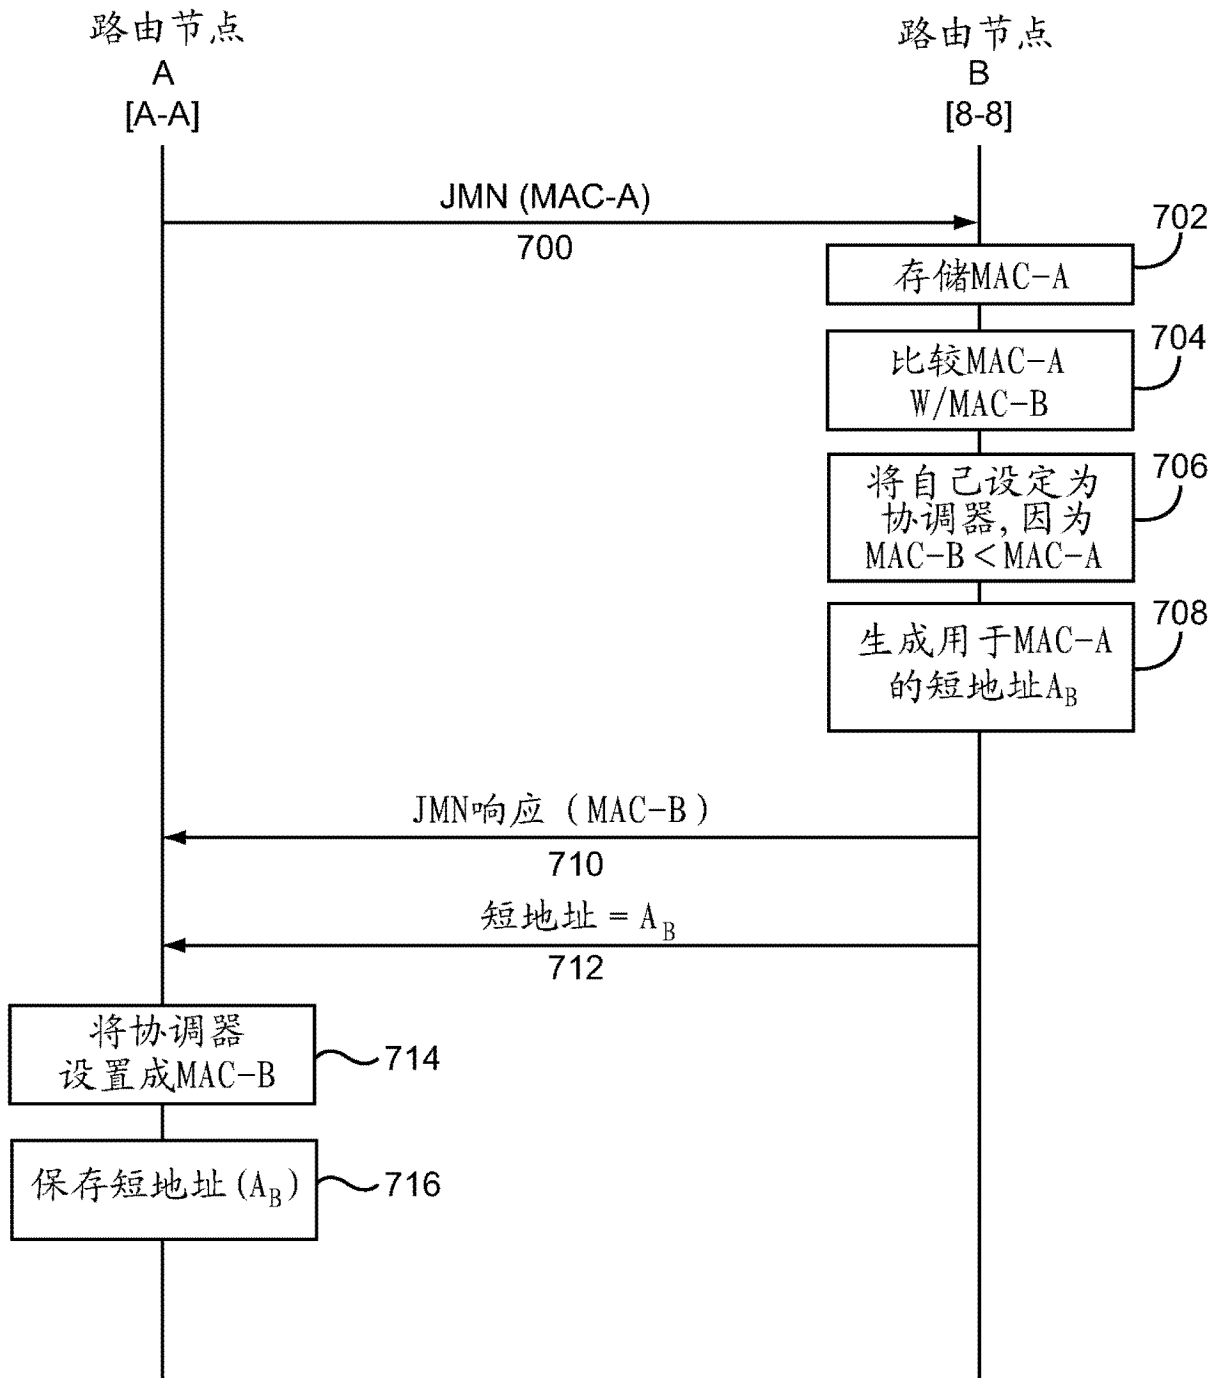 路由节点
A
[A-A]
路由节点
B
[8-8]
JMN (MAC-A)
700
702
存储MAC-A
704
比较MAC-A
W/MAC-B
706
将自己设定为
协调器, 因为
MAC-B<MAC-A
708
生成用于MAC-A
的短地址A_B
JMN响应 (MAC-B)
710
短地址 = A_B
712
将协调器
设置成MAC-B
714
保存短地址(A_B)
716